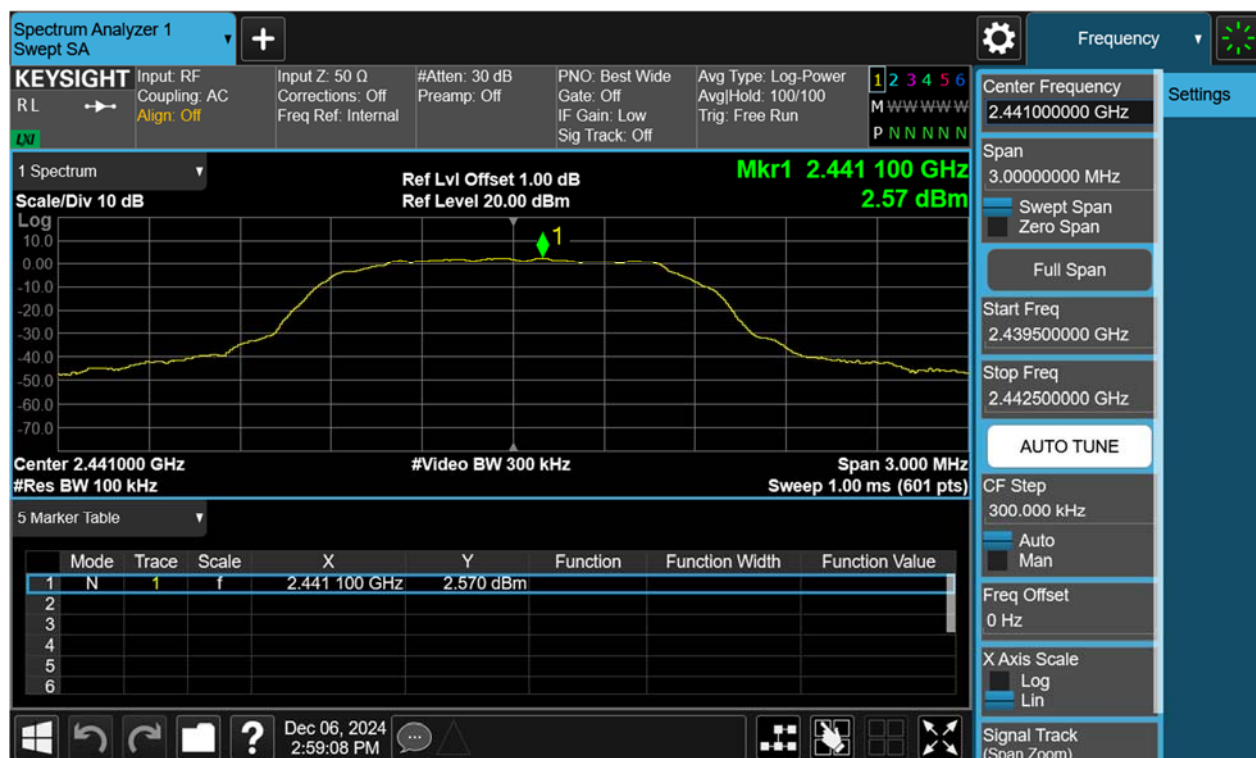 Spectrum Analyzer 1
Swept SA
Frequency
KEYSIGHT
RL
LXI
Input: RF
Coupling: AC
Align: Off
Input Z: 50 Ω
Corrections: Off
Freq Ref: Internal
#Atten: 30 dB
Preamp: Off
PNO: Best Wide
Gate: Off
IF Gain: Low
Sig Track: Off
Avg Type: Log-Power
Avg|Hold: 100/100
Trig: Free Run
1 2 3 4 5 6
M W W W W W
P N N N N N
1 Spectrum
Scale/Div 10 dB
Ref Lvl Offset 1.00 dB
Ref Level 20.00 dBm
Mkr1 2.441 100 GHz
2.57 dBm
Log
10.0
0.00
-10.0
-20.0
-30.0
-40.0
-50.0
-60.0
-70.0
1
Center 2.441000 GHz
#Res BW 100 kHz
#Video BW 300 kHz
Span 3.000 MHz
Sweep 1.00 ms (601 pts)
5 Marker Table
Mode Trace Scale X Y Function Function Width Function Value
1 N 1 f 2.441 100 GHz 2.570 dBm
2
3
4
5
6
Dec 06, 2024
2:59:08 PM
Center Frequency
2.441000000 GHz
Span
3.00000000 MHz
Swept Span
Zero Span
Full Span
Start Freq
2.439500000 GHz
Stop Freq
2.442500000 GHz
AUTO TUNE
CF Step
300.000 kHz
Auto
Man
Freq Offset
0 Hz
X Axis Scale
Log
Lin
Signal Track
(Span Zoom)
Settings